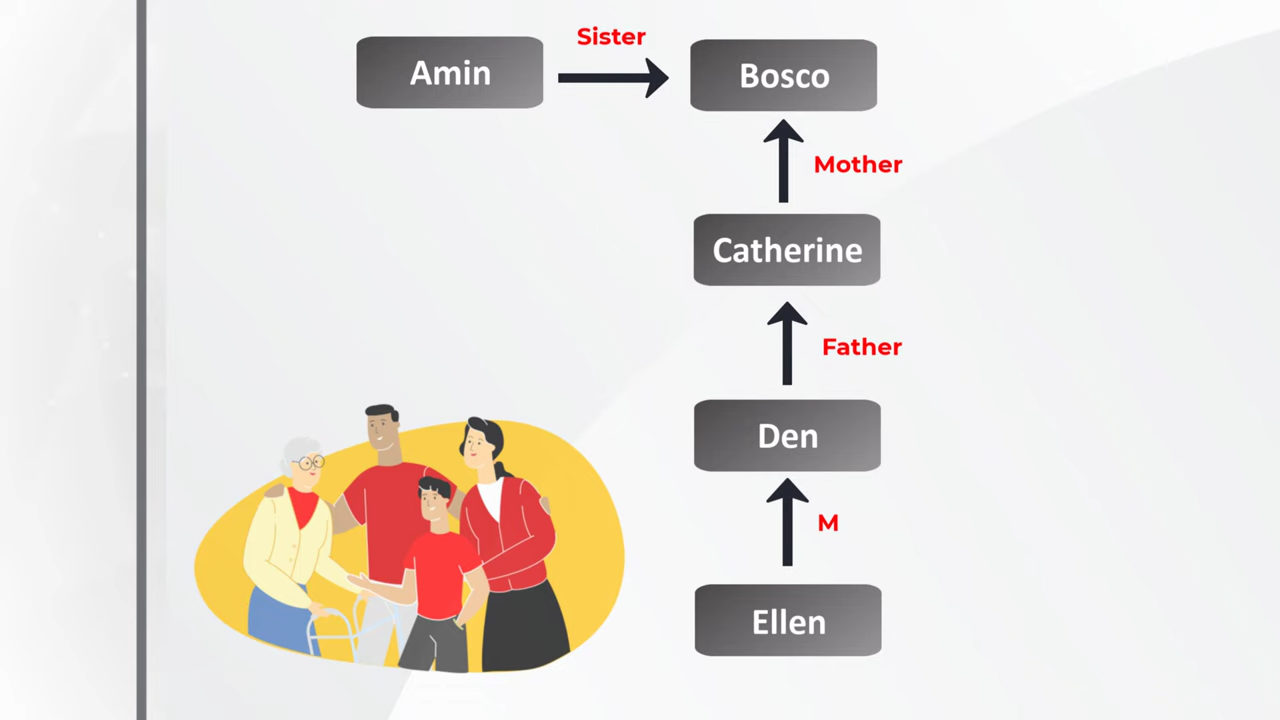 Sister
Amin
Bosco
Mother
Catherine
Father
Den
M
Ellen